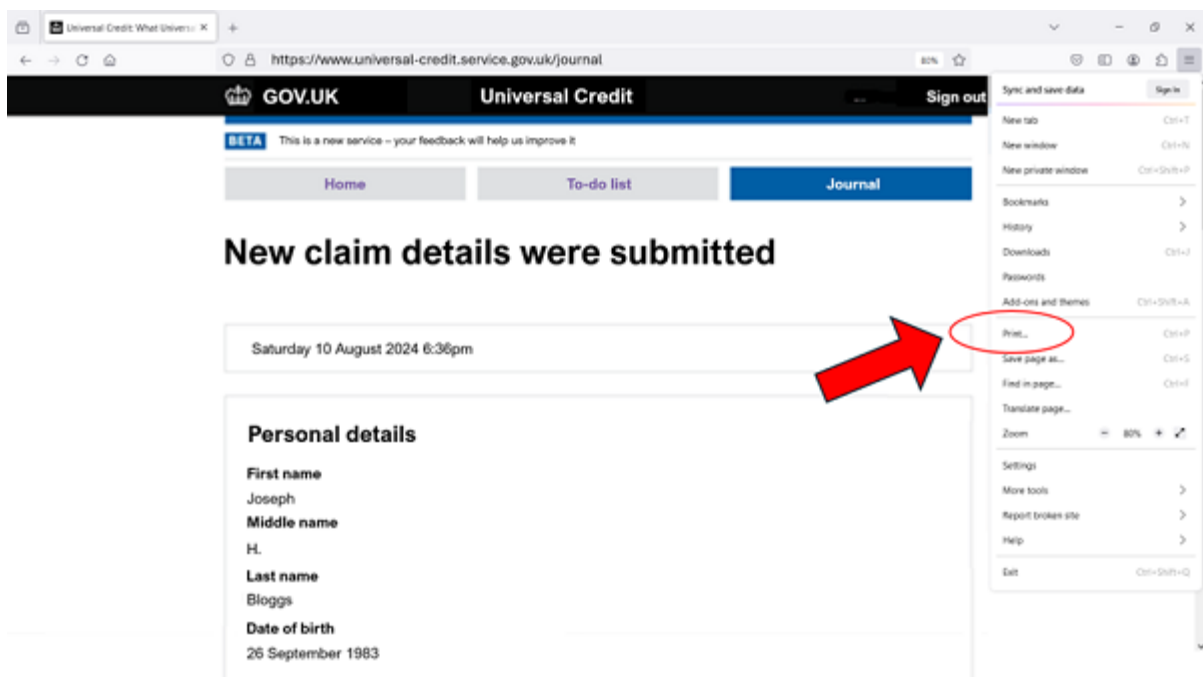 Universal Credit: What Univers
https://www.universal-credit.service.gov.uk/journal
80%
GOV.UK
Universal Credit
Sign out
BETA
This is a new service – your feedback will help us improve it
Home
To-do list
Journal
New claim details were submitted
Saturday 10 August 2024 6:36pm
Personal details
First name
Joseph
Middle name
H.
Last name
Bloggs
Date of birth
26 September 1983
Sync and save data
Sign in
New tab Ctrl+T
New window Ctrl+N
New private window Ctrl+Shift+P
Bookmarks
History
Downloads Ctrl+J
Passwords
Add-ons and themes Ctrl+Shift+A
Print... Ctrl+P
Save page as... Ctrl+S
Find in page... Ctrl+F
Translate page...
Zoom 80%
Settings
More tools
Report broken site
Help
Exit Ctrl+Shift+Q